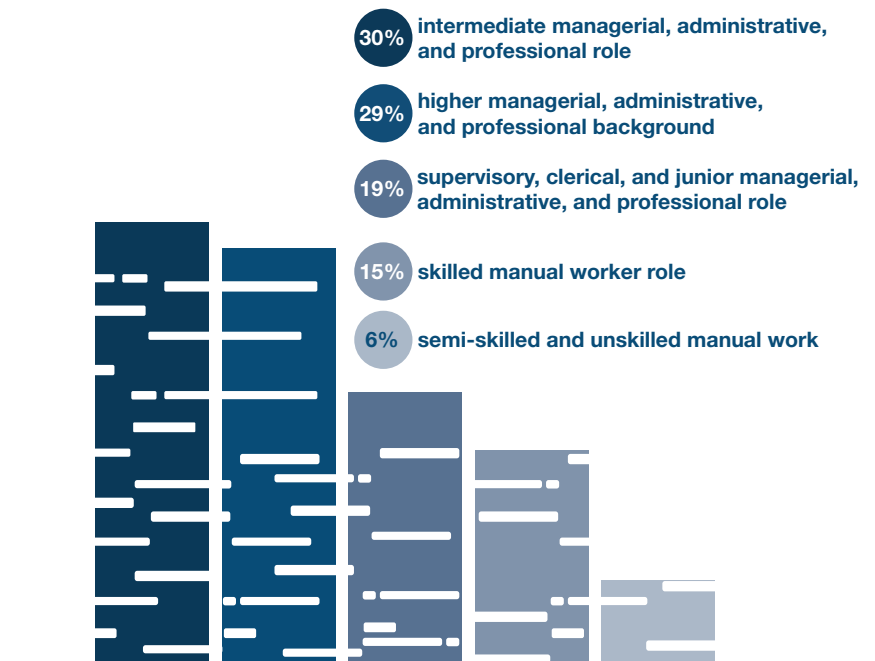 30% intermediate managerial, administrative,
and professional role
29% higher managerial, administrative,
and professional background
19% supervisory, clerical, and junior managerial,
administrative, and professional role
15% skilled manual worker role
6% semi-skilled and unskilled manual work